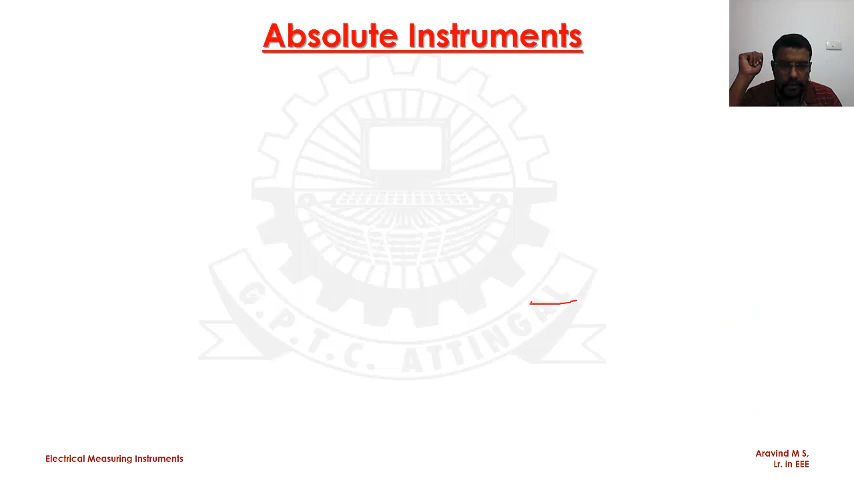 Absolute Instruments
G.P.T.C. ATTINGAL
Electrical Measuring Instruments
Aravind M S,
Lr. in EEE